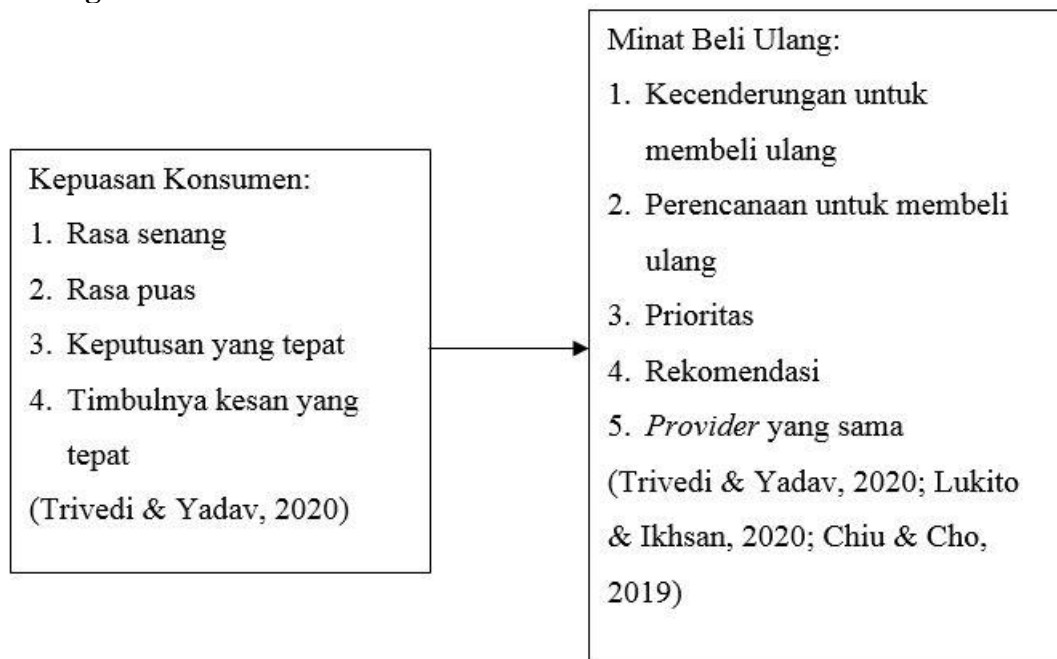 Kepuasan Konsumen:
1. Rasa senang
2. Rasa puas
3. Keputusan yang tepat
4. Timbulnya kesan yang
tepat
(Trivedi & Yadav, 2020)
Minat Beli Ulang:
1. Kecenderungan untuk
membeli ulang
2. Perencanaan untuk membeli
ulang
3. Prioritas
4. Rekomendasi
5. Provider yang sama
(Trivedi & Yadav, 2020; Lukito
& Ikhsan, 2020; Chiu & Cho,
2019)